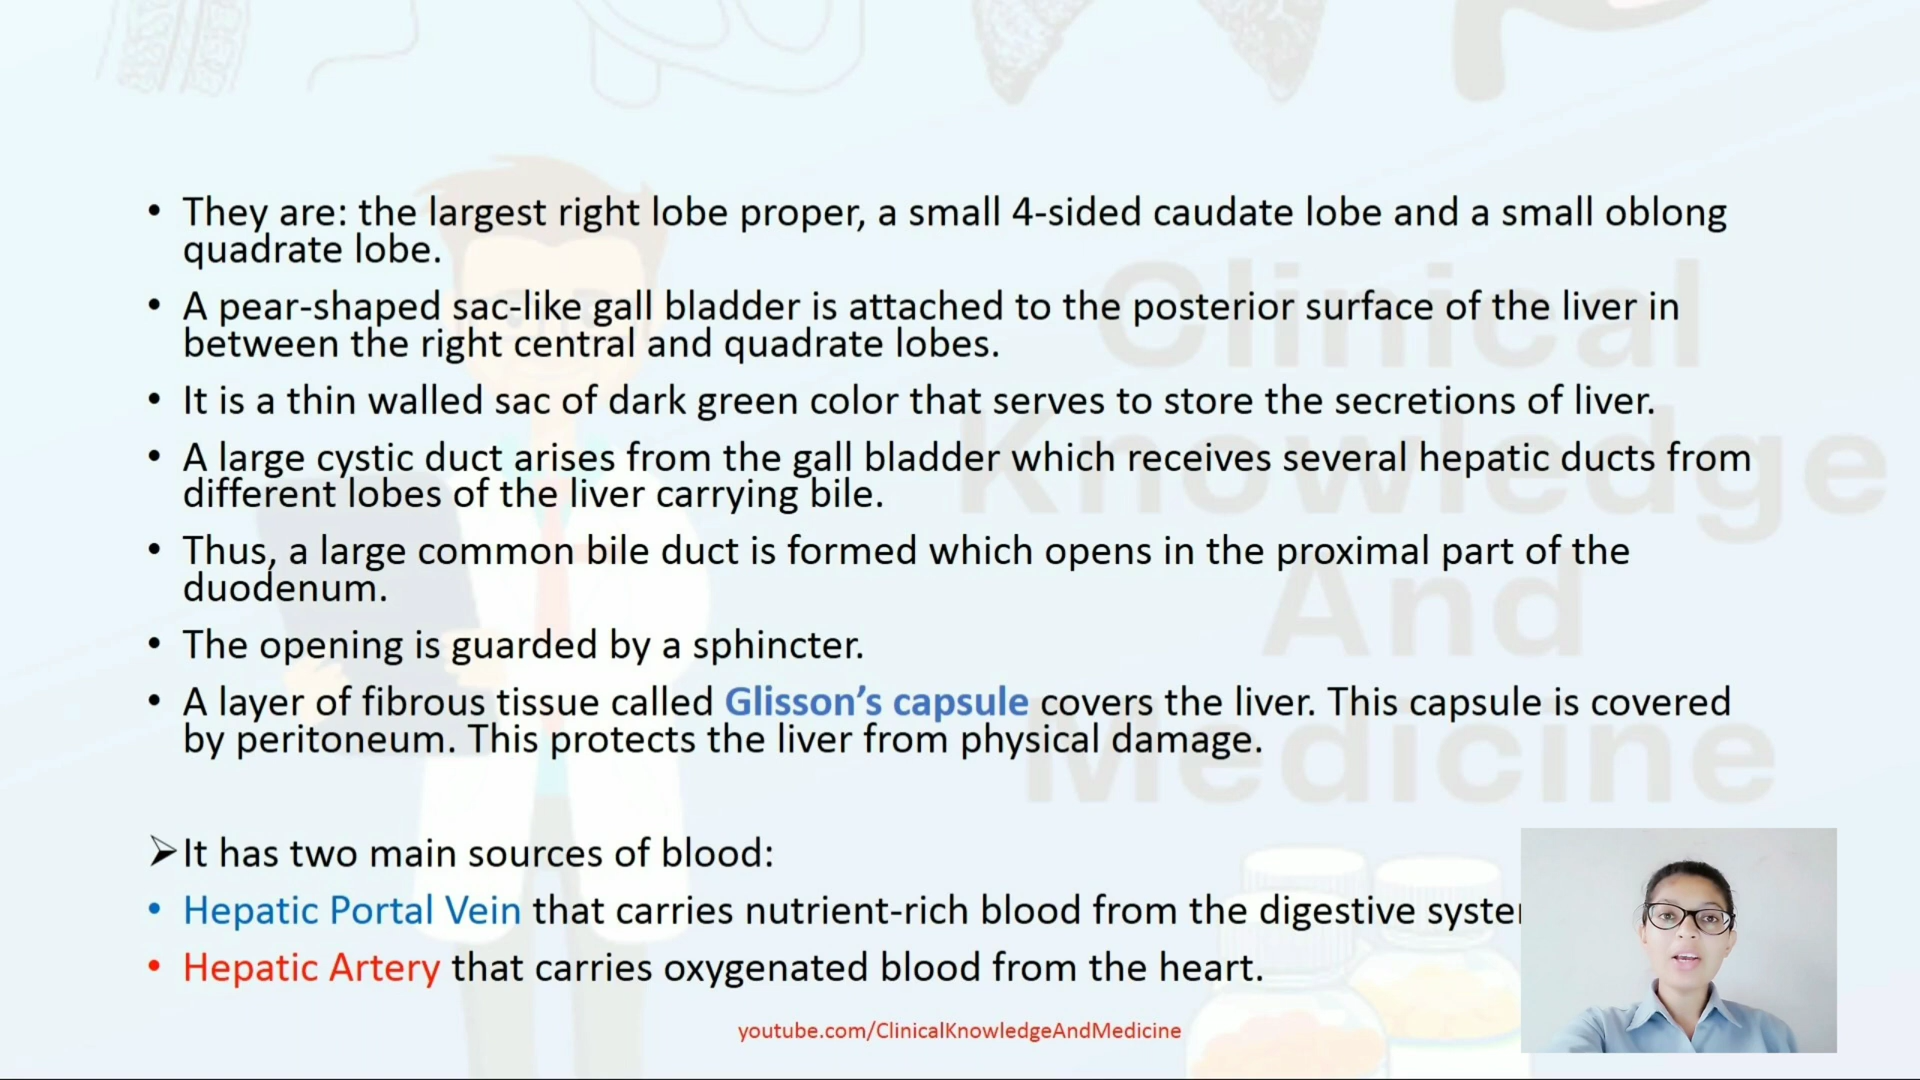 • They are: the largest right lobe proper, a small 4-sided caudate lobe and a small oblong
quadrate lobe.
• A pear-shaped sac-like gall bladder is attached to the posterior surface of the liver in
between the right central and quadrate lobes.
• It is a thin walled sac of dark green color that serves to store the secretions of liver.
• A large cystic duct arises from the gall bladder which receives several hepatic ducts from
different lobes of the liver carrying bile.
• Thus, a large common bile duct is formed which opens in the proximal part of the
duodenum.
• The opening is guarded by a sphincter.
• A layer of fibrous tissue called Glisson’s capsule covers the liver. This capsule is covered
by peritoneum. This protects the liver from physical damage.
➢ It has two main sources of blood:
• Hepatic Portal Vein that carries nutrient-rich blood from the digestive
• Hepatic Artery that carries oxygenated blood from the heart.
youtube.com/ClinicalKnowledgeAndMedicine
Clinical
Knowledge
And
Medicine